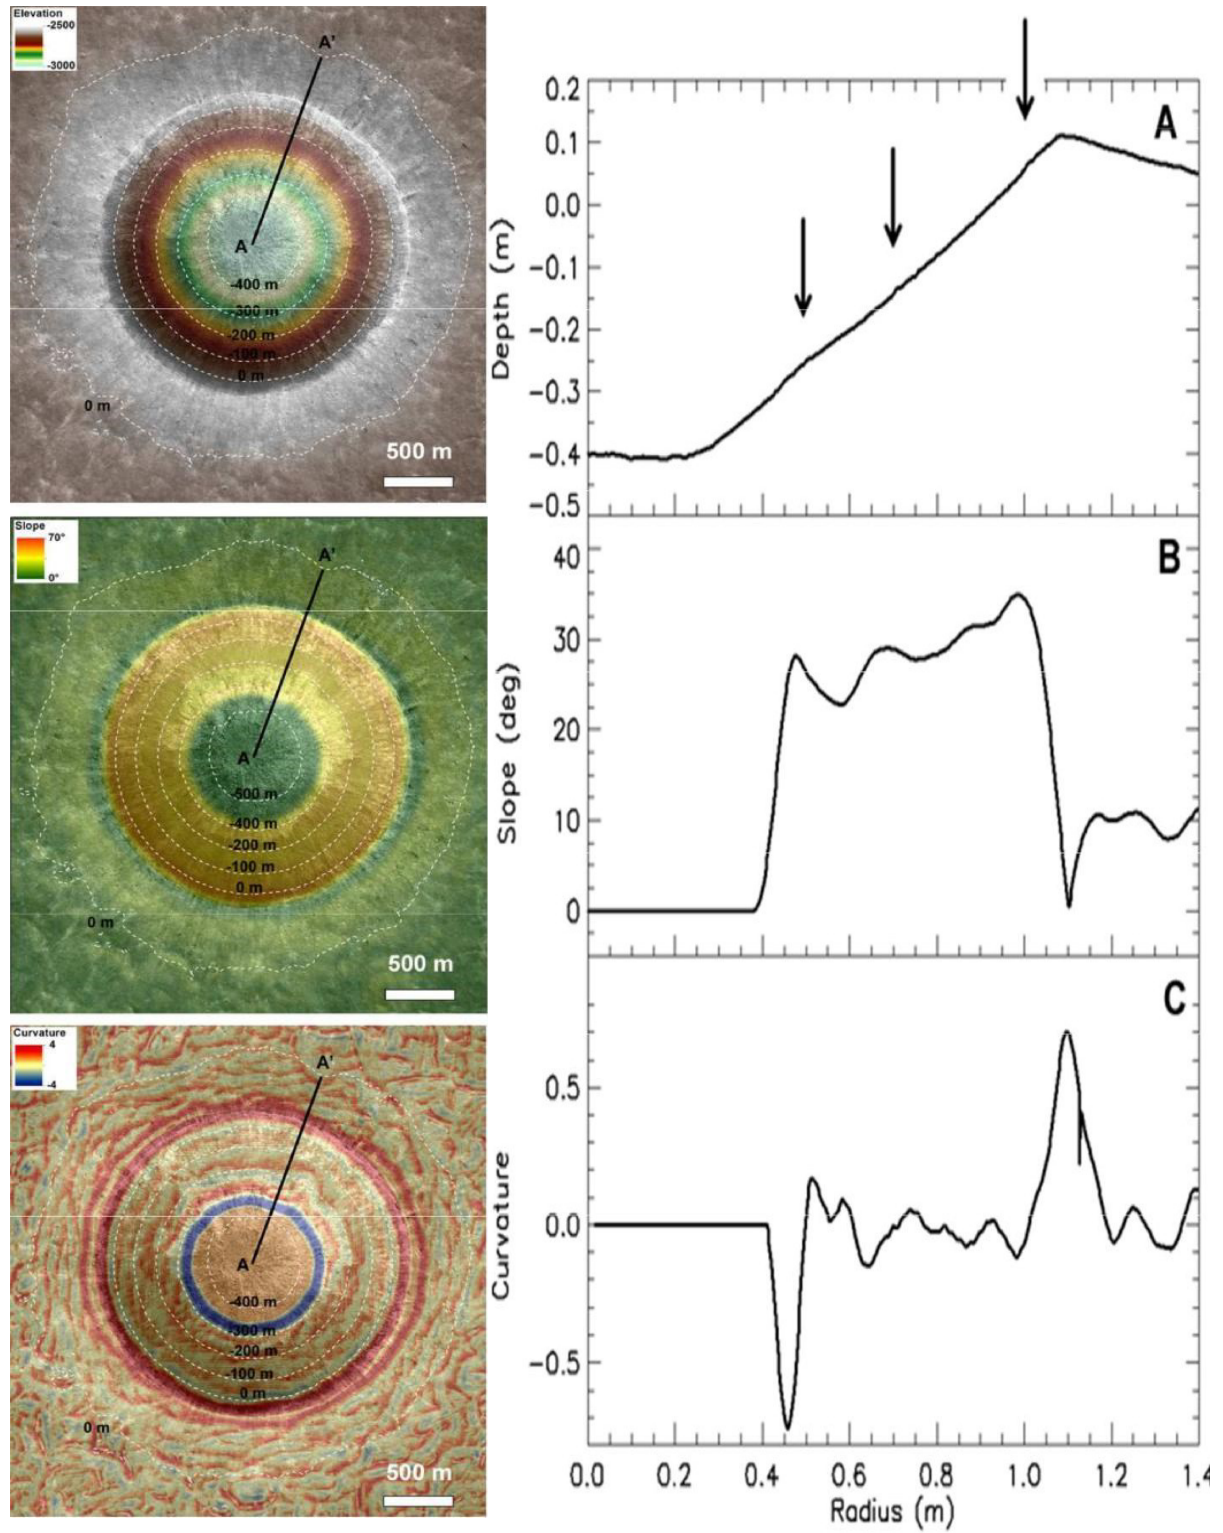 Elevation
-2500
-3000
A'
A
-400 m
-300 m
-200 m
-100 m
0 m
0 m
500 m
Slope
70°
0°
A'
A
-500 m
-400 m
-200 m
-100 m
0 m
0 m
500 m
Curvature
4
-4
A'
A
-400 m
-300 m
-200 m
-100 m
0 m
0 m
500 m
A
0.2
0.1
0.0
-0.1
-0.2
-0.3
-0.4
-0.5
Depth (m)
B
40
30
20
10
0
Slope (deg)
C
0.5
0.0
-0.5
Curvature
0.0 0.2 0.4 0.6 0.8 1.0 1.2 1.4
Radius (m)